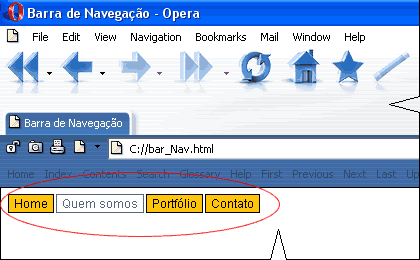 Barra de Navegação - Opera
File Edit View Navigation Bookmarks Mail Window Help
Barra de Navegação
C://bar_Nav.html
Home Index Contents Search Glossary Help First Previous Next Last Up
Home Quem somos Portfólio Contato